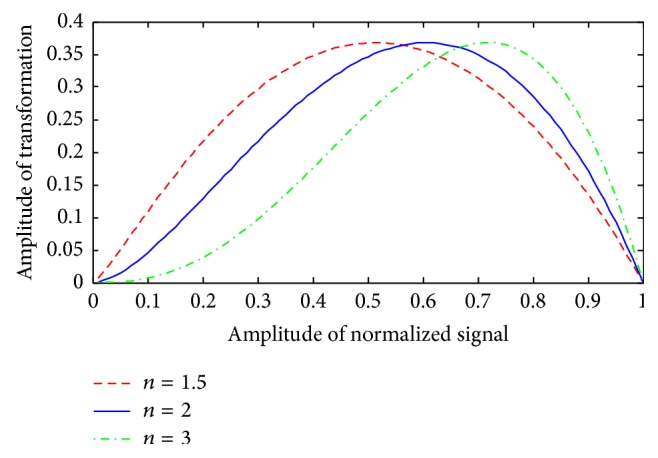 0.4
0.35
0.3
0.25
0.2
0.15
0.1
0.05
0
Amplitude of transformation
0 0.1 0.2 0.3 0.4 0.5 0.6 0.7 0.8 0.9 1
Amplitude of normalized signal
n = 1.5
n = 2
n = 3